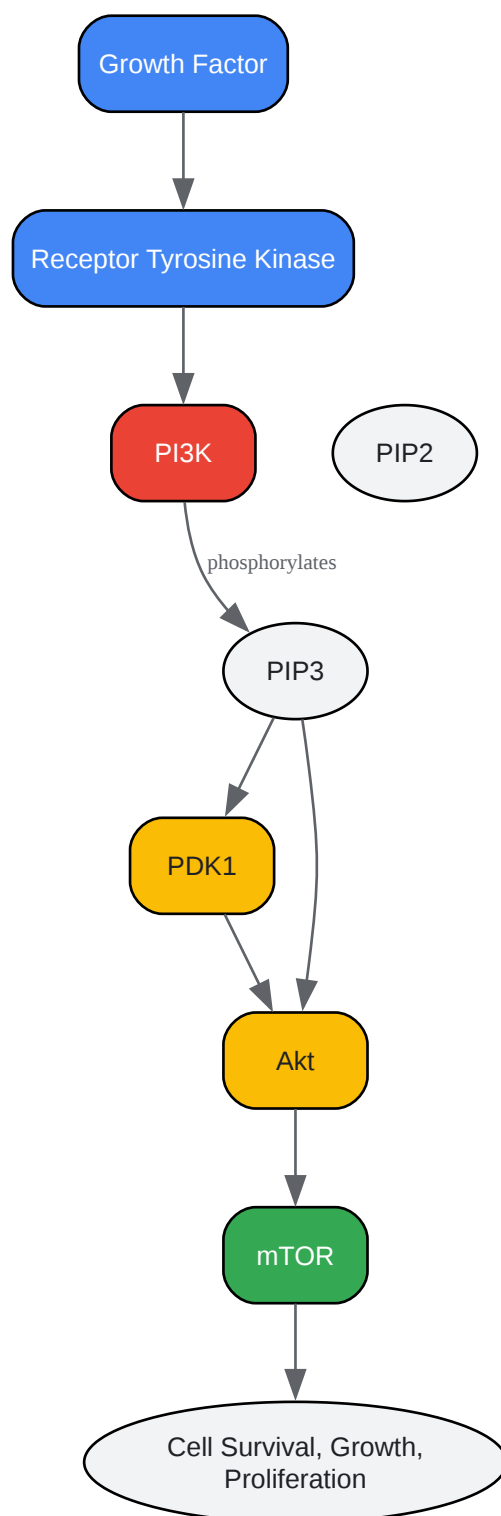 Growth Factor
Receptor Tyrosine Kinase
PI3K
PIP2
phosphorylates
PIP3
PDK1
Akt
mTOR
Cell Survival, Growth,
Proliferation